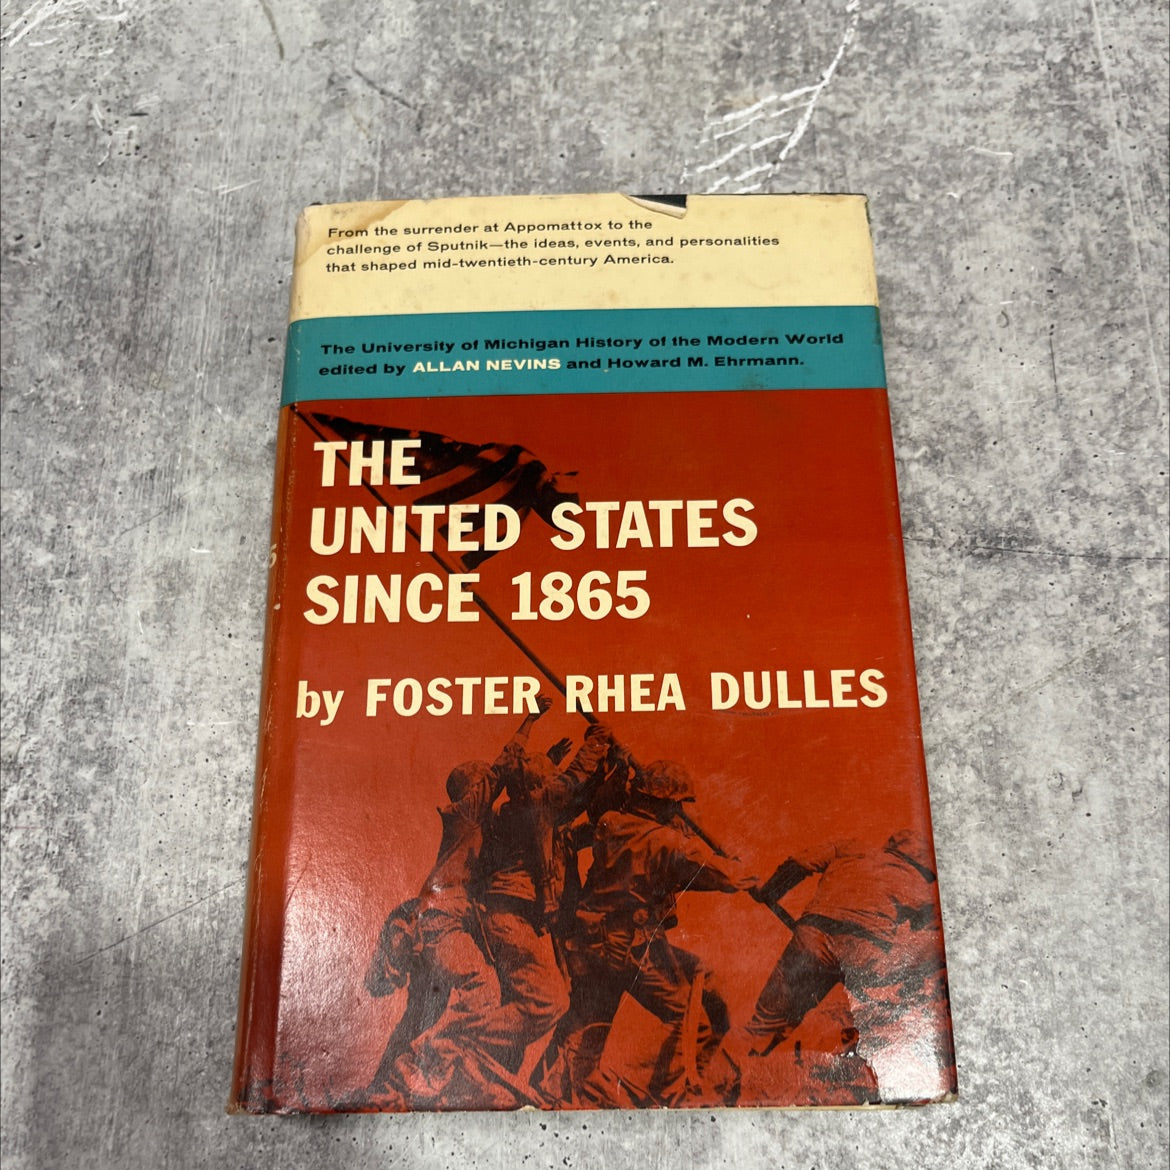 From the surrender at Appomattox to the
challenge of Sputnik—the ideas, events, and personalities
that shaped mid-twentieth-century America.
The University of Michigan History of the Modern World
edited by ALLAN NEVINS and Howard M. Ehrmann.
THE
UNITED STATES
SINCE 1865
by FOSTER RHEA DULLES